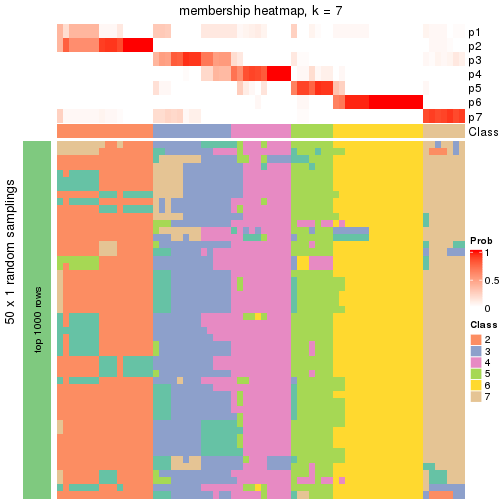 membership heatmap, k = 7
p1
p2
p3
p4
p5
p6
p7
Class
50 x 1 random samplings
top 1000 rows
Prob
1
0.5
0
Class
2
3
4
5
6
7